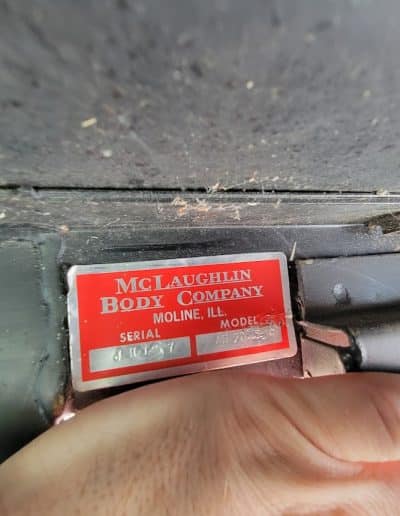 McLAUGHLIN
BODY COMPANY
MOLINE, ILL.
SERIAL MODEL